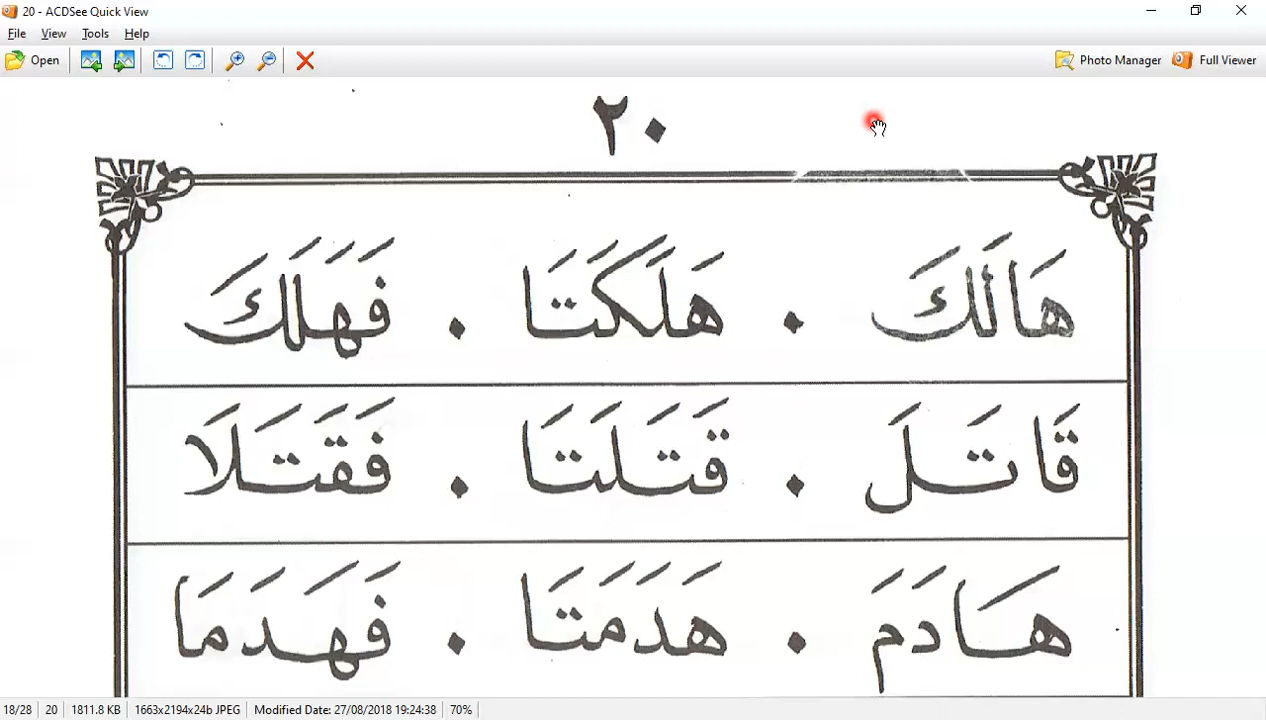 20 - ACDSee Quick View
File View Tools Help
Open Photo Manager Full Viewer
٢٠
هَالَكَ . هَلَكَتَا . فَهَلَكَ
قَاتَلَ . قَتَلَتَا . فَقَتَلَا
هَادَمَ . هَدَمَتَا . فَهَدَمَا
18/28 20 1811.8 KB 1663x2194x24b JPEG Modified Date: 27/08/2018 19:24:38 70%